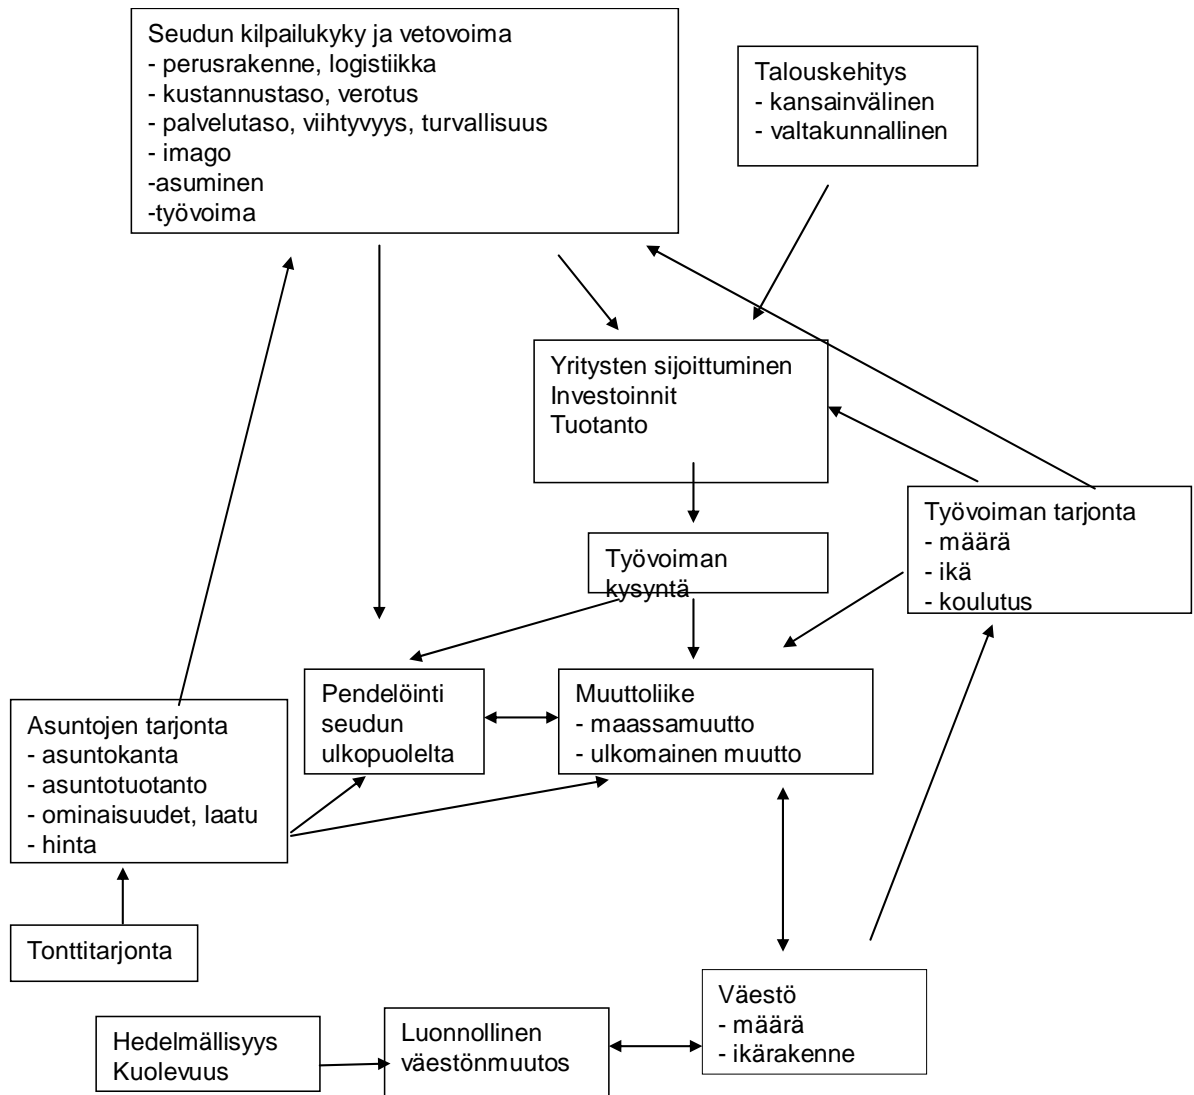 Seudun kilpailukyky ja vetovoima
- perusrakenne, logistiikka
- kustannustaso, verotus
- palvelutaso, viihtyvyys, turvallisuus
- imago
-asuminen
-työvoima
Talouskehitys
- kansainvälinen
- valtakunnallinen
Yritysten sijoittuminen
Investoinnit
Tuotanto
Työvoiman tarjonta
- määrä
- ikä
- koulutus
Työvoiman
kysyntä
Pendelöinti
seudun
ulkopuolelta
Muuttoliike
- maassamuutto
- ulkomainen muutto
Asuntojen tarjonta
- asuntokanta
- asuntotuotanto
- ominaisuudet, laatu
- hinta
Tonttitarjonta
Väestö
- määrä
- ikärakenne
Hedelmällisyys
Kuolevuus
Luonnollinen
väestönmuutos